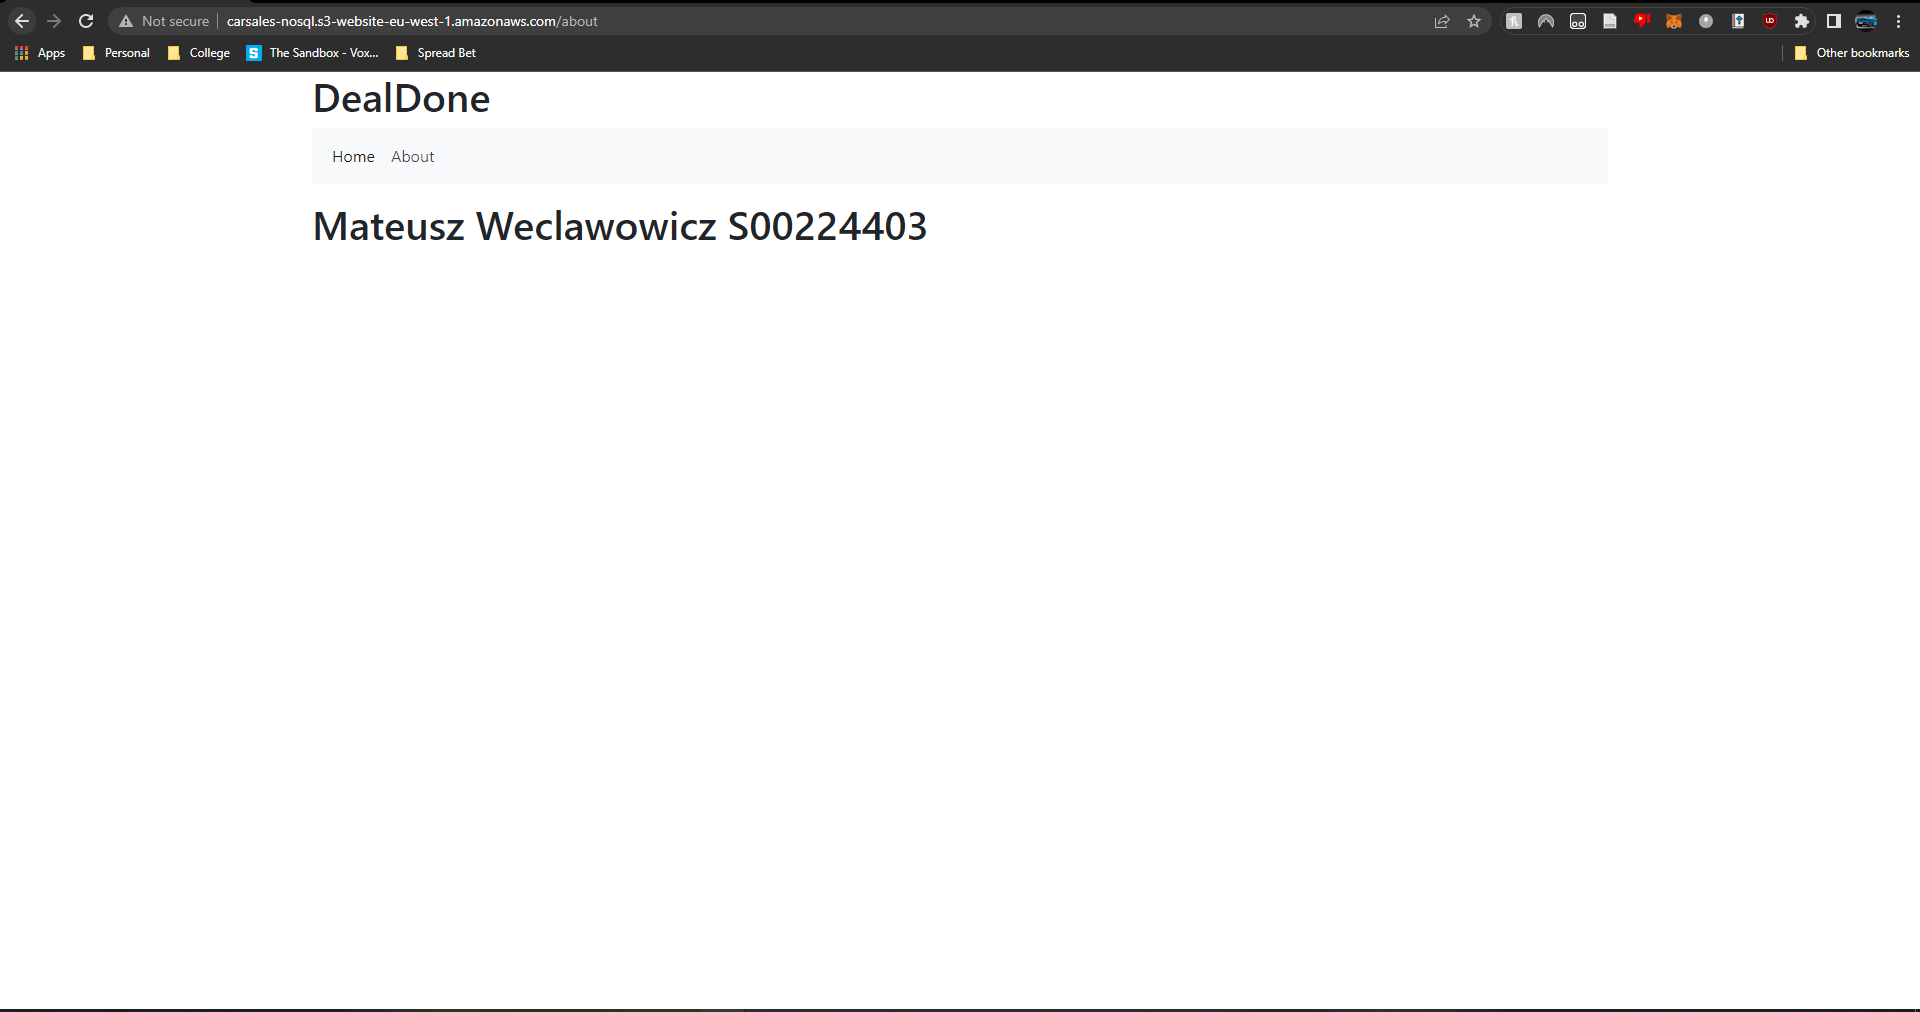 Not secure carsales-nosql.s3-website-eu-west-1.amazonaws.com/about
Apps Personal College The Sandbox - Vox... Spread Bet Other bookmarks
DealDone
Home About
Mateusz Weclawowicz S00224403